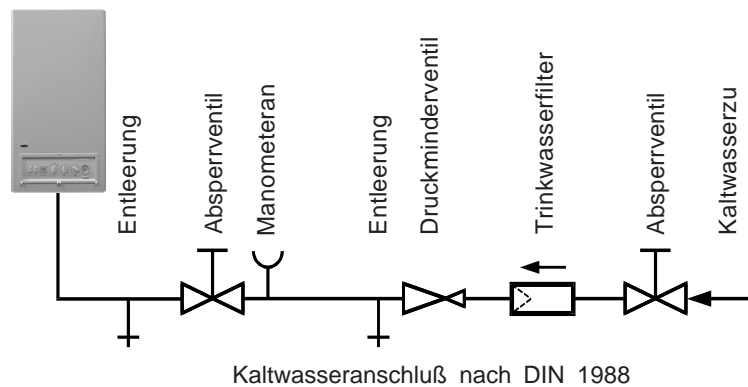 Entleerung
Absperrventil
Manometeran
Entleerung
Druckminderventil
Trinkwasserfilter
Absperrventil
Kaltwasserzu
Kaltwasseranschluß nach DIN 1988